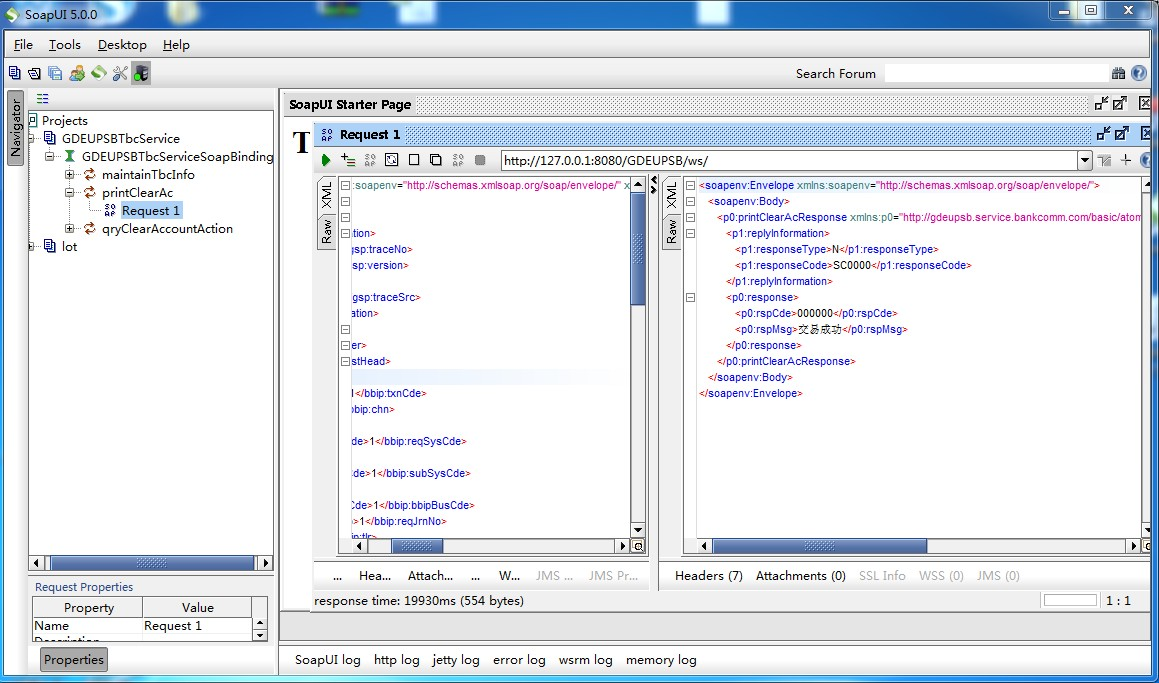 SoapUI 5.0.0
File Tools Desktop Help
Search Forum
Navigator
Projects
GDEUPSBTbcService
GDEUPSBTbcServiceSoapBinding
maintainTbcInfo
printClearAc
Request 1
qryClearAccountAction
lot
Request Properties
Property Value
Name Request 1
Description
Properties
SoapUI Starter Page
T
Request 1
http://127.0.0.1:8080/GDEUPSB/ws/
XML
Raw
:soapenv="http://schemas.xmlsoap.org/soap/envelope/" x
ation>
gsp:traceNo>
sp:version>
gsp:traceSrc>
ation>
er>
stHead>
1</bbip:txnCde>
bbip:chn>
de>1</bbip:reqSysCde>
Cde>1</bbip:subSysCde>
Cde>1</bbip:bbipBusCde>
>1</bbip:reqJrnNo>
ip:tlr>
XML
Raw
<soapenv:Envelope xmlns:soapenv="http://schemas.xmlsoap.org/soap/envelope/">
<soapenv:Body>
<p0:printClearAcResponse xmlns:p0="http://gdeupsb.service.bankcomm.com/basic/atom
<p1:replyInformation>
<p1:responseType>N</p1:responseType>
<p1:responseCode>SC0000</p1:responseCode>
</p1:replyInformation>
<p0:response>
<p0:rspCde>000000</p0:rspCde>
<p0:rspMsg>交易成功</p0:rspMsg>
</p0:response>
</p0:printClearAcResponse>
</soapenv:Body>
</soapenv:Envelope>
... Hea... Attach... ... W... JMS ... JMS Pr...
Headers (7) Attachments (0) SSL Info WSS (0) JMS (0)
response time: 19930ms (554 bytes)
1 : 1
SoapUI log http log jetty log error log wsrm log memory log